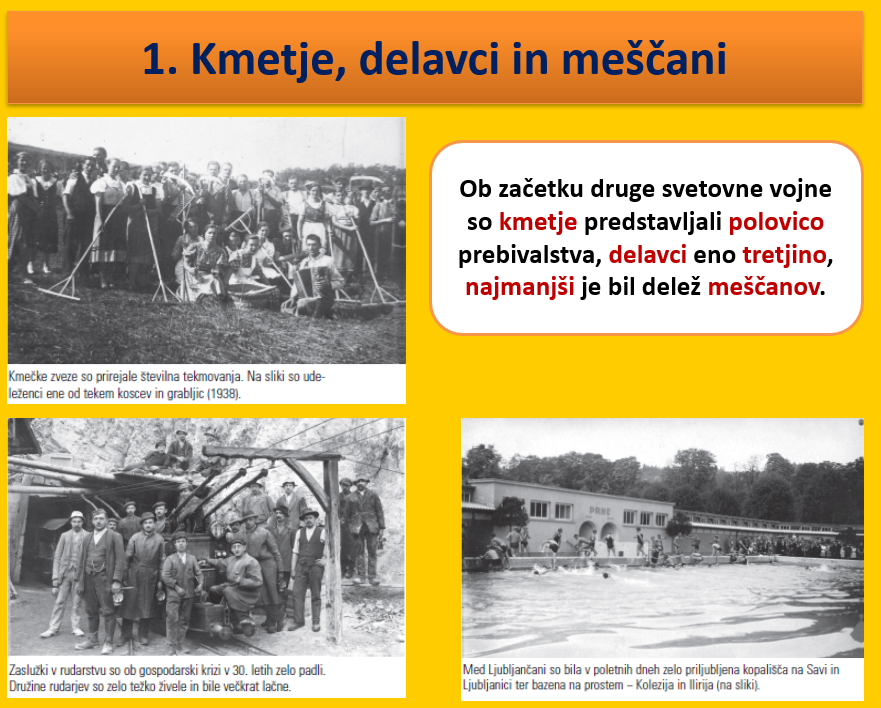 1. Kmetje, delavci in meščani
Ob začetku druge svetovne vojne
so kmetje predstavljali polovico
prebivalstva, delavci eno tretjino,
najmanjši je bil delež meščanov.
Kmečke zveze so prirejale številna tekmovanja. Na sliki so ude-
leženci ene od tekem koscev in grabljic (1938).
Zaslužki v rudarstvu so ob gospodarski krizi v 30. letih zelo padli.
Družine rudarjev so zelo težko živele in bile večkrat lačne.
Med Ljubljančani so bila v poletnih dneh zelo priljubljena kopališča na Savi in
Ljubljanici ter bazena na prostem – Kolezija in Ilirija (na sliki).